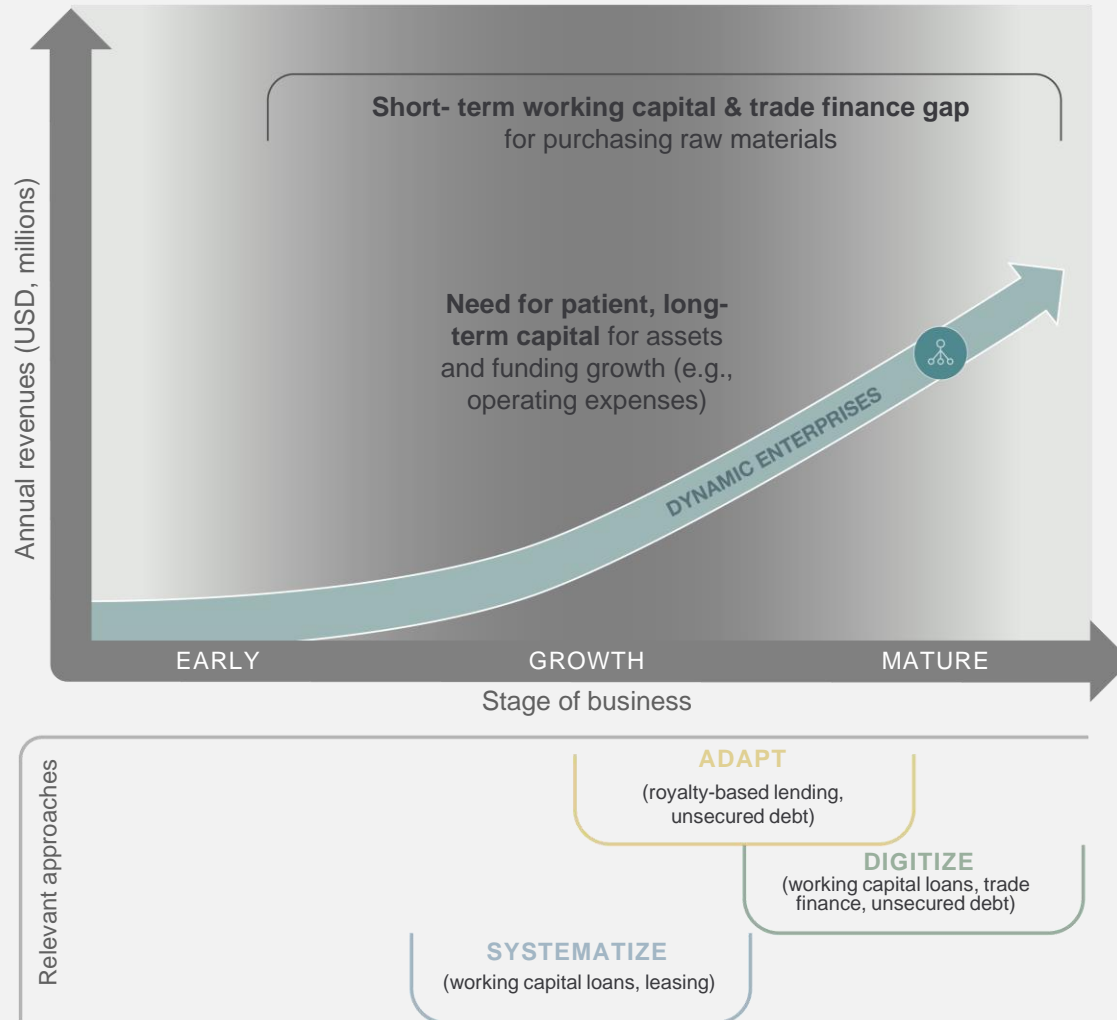 Annual revenues (USD, millions)
Short- term working capital & trade finance gap
for purchasing raw materials
Need for patient, long-
term capital for assets
and funding growth (e.g.,
operating expenses)
DYNAMIC ENTERPRISES
EARLY
GROWTH
MATURE
Stage of business
Relevant approaches
ADAPT
(royalty-based lending,
unsecured debt)
DIGITIZE
(working capital loans, trade
finance, unsecured debt)
SYSTEMATIZE
(working capital loans, leasing)